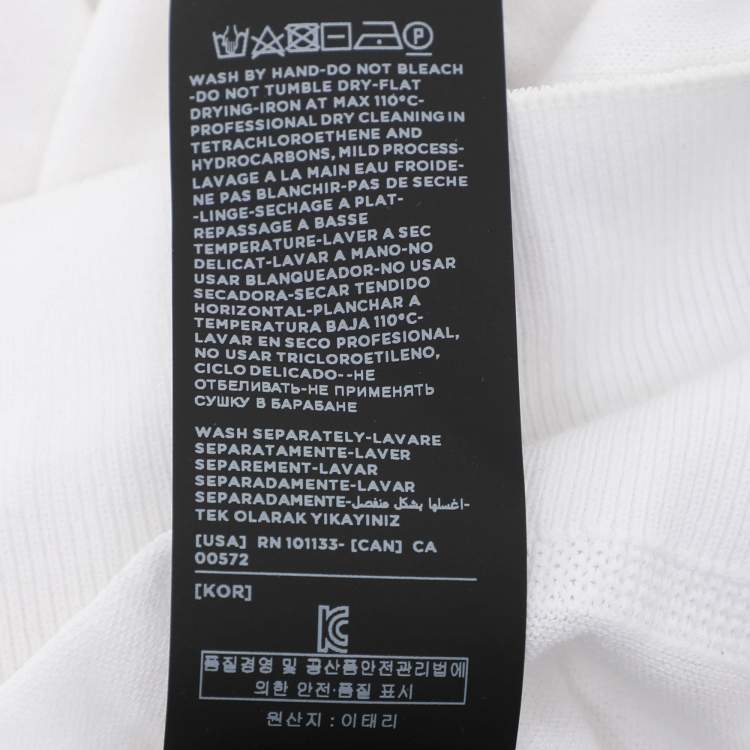 P
WASH BY HAND-DO NOT BLEACH
-DO NOT TUMBLE DRY-FLAT
DRYING-IRON AT MAX 110°C-
PROFESSIONAL DRY CLEANING IN
TETRACHLOROETHENE AND
HYDROCARBONS, MILD PROCESS-
LAVAGE A LA MAIN EAU FROIDE-
NE PAS BLANCHIR-PAS DE SECHE
-LINGE-SECHAGE A PLAT-
REPASSAGE A BASSE
TEMPERATURE-LAVER A SEC
DELICAT-LAVAR A MANO-NO
USAR BLANQUEADOR-NO USAR
SECADORA-SECAR TENDIDO
HORIZONTAL-PLANCHAR A
TEMPERATURA BAJA 110°C-
LAVAR EN SECO PROFESIONAL,
NO USAR TRICLOROETILENO,
CICLO DELICADO--НЕ
ОТБЕЛИВАТЬ-НЕ ПРИМЕНЯТЬ
СУШКУ В БАРАБАНЕ
WASH SEPARATELY-LAVARE
SEPARATAMENTE-LAVER
SEPAREMENT-LAVAR
SEPARADAMENTE-LAVAR
SEPARADAMENTE-اغسلها بشكل منفصل-
TEK OLARAK YIKAYINIZ
[USA] RN 101133- [CAN] CA
00572
[KOR]
KC
품질경영 및 공산품안전관리법에
의한 안전·품질 표시
원산지 : 이태리